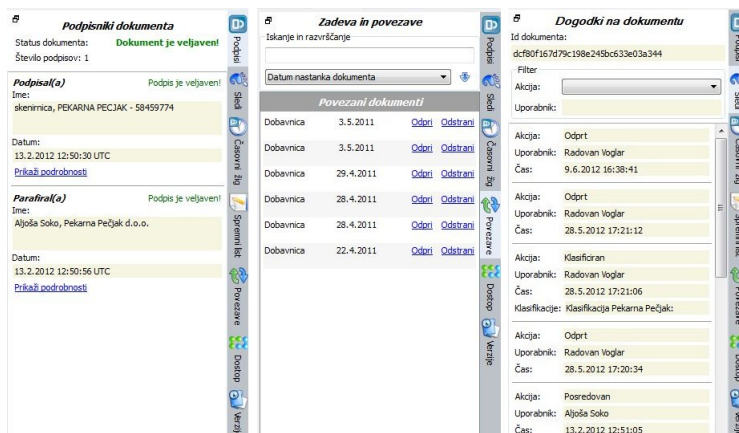 Podpisniki dokumenta
Status dokumenta: Dokument je veljaven!
Število podpisov: 1
Podpisal(a) Podpis je veljaven!
Ime:
skenirnica, PEKARNA PECJAK - 58459774
Datum:
13.2.2012 12:50:30 UTC
Prikaži podrobnosti
Parafiral(a) Podpis je veljaven!
Ime:
Aljoša Soko, Pekarna Pečjak d.o.o.
Datum:
13.2.2012 12:50:56 UTC
Prikaži podrobnosti
Podpisi
Sledi
Časovni žig
Spremni list
Povezave
Dostop
Verzije
Zadeva in povezave
Iskanje in razvrščanje
Datum nastanka dokumenta
Povezani dokumenti
Dobavnica 3.5.2011 Odpri Odstrani
Dobavnica 3.5.2011 Odpri Odstrani
Dobavnica 29.4.2011 Odpri Odstrani
Dobavnica 28.4.2011 Odpri Odstrani
Dobavnica 28.4.2011 Odpri Odstrani
Dobavnica 22.4.2011 Odpri Odstrani
Podpisi
Sledi
Časovni žig
Povezave
Dostop
Verzije
Dogodki na dokumentu
Id dokumenta:
dcf80f167d79c198e245bc633e03a344
Filter
Akcija:
Uporabnik:
Akcija: Odprt
Uporabnik: Radovan Voglar
Čas: 9.6.2012 16:38:41
Akcija: Odprt
Uporabnik: Radovan Voglar
Čas: 28.5.2012 17:21:12
Akcija: Klasificiran
Uporabnik: Radovan Voglar
Čas: 28.5.2012 17:21:06
Klasifikacije: Klasifikacija Pekarna Pečjak:
Akcija: Odprt
Uporabnik: Radovan Voglar
Čas: 28.5.2012 17:20:34
Akcija: Posredovan
Uporabnik: Aljoša Soko
Čas: 13.2.2012 12:51:05